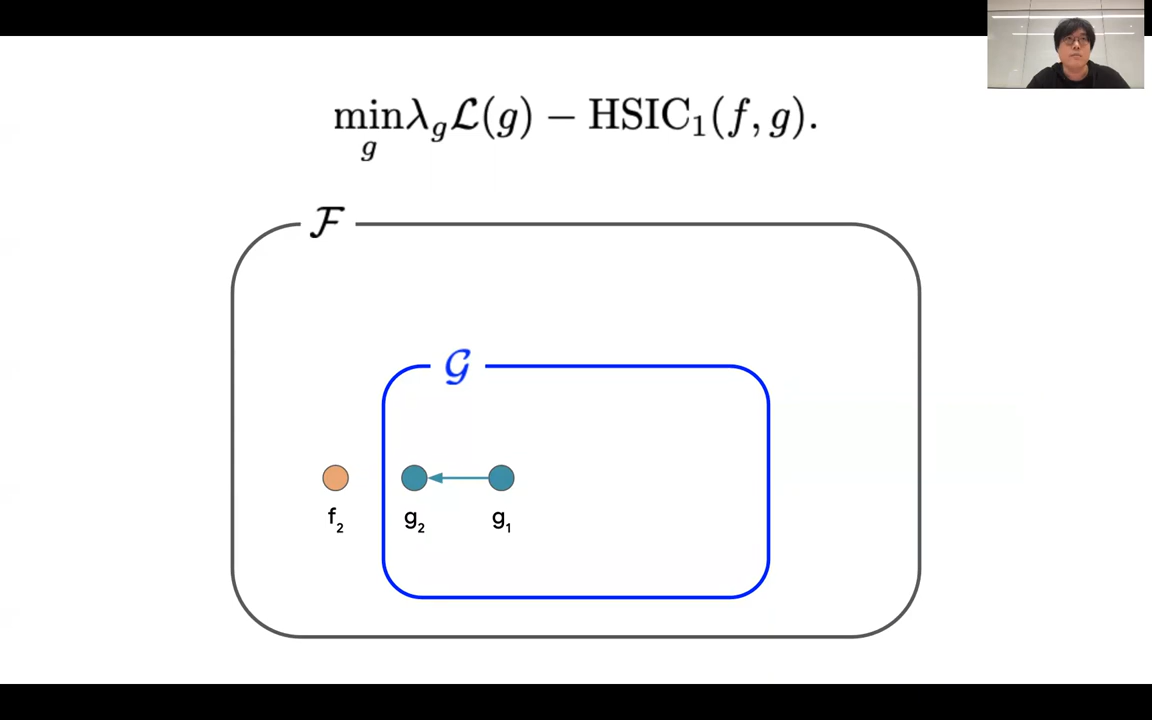 min λ_g ℒ(g) − HSIC₁(f, g).
g
ℱ
𝒢
f₂ g₂ g₁